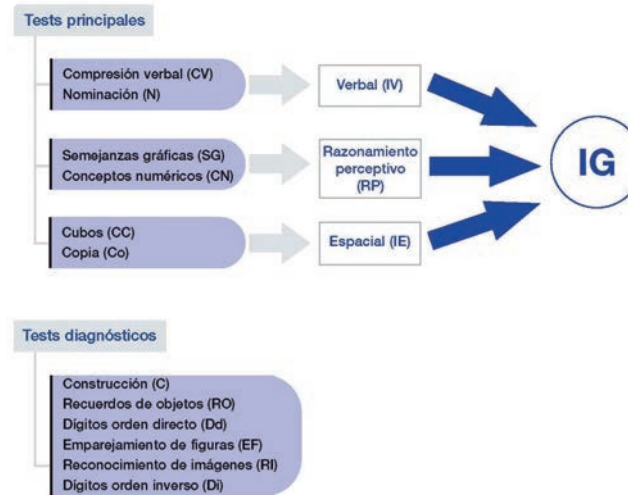 Tests principales
Compresión verbal (CV)
Nominación (N)
Verbal (IV)
Semejanzas gráficas (SG)
Conceptos numéricos (CN)
Razonamiento
perceptivo
(RP)
IG
Cubos (CC)
Copia (Co)
Espacial (IE)
Tests diagnósticos
Construcción (C)
Recuerdos de objetos (RO)
Dígitos orden directo (Dd)
Emparejamiento de figuras (EF)
Reconocimiento de imágenes (RI)
Dígitos orden inverso (Di)